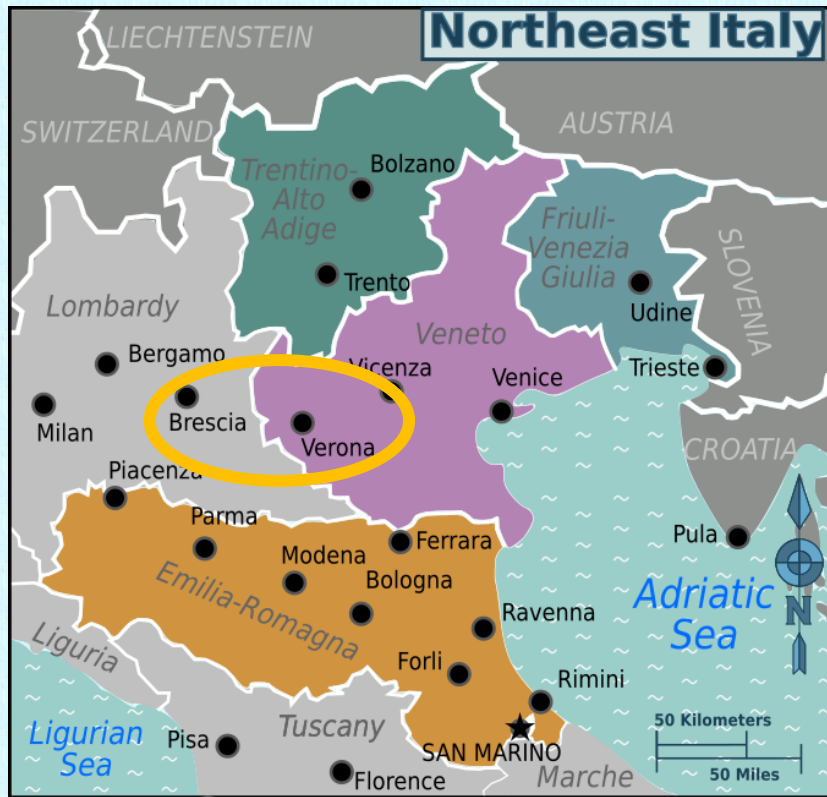 Northeast Italy
LIECHTENSTEIN
SWITZERLAND
AUSTRIA
Trentino-
Alto
Adige
Bolzano
Friuli-
Venezia
Giulia
SLOVENIA
Trento
Udine
Lombardy
Veneto
Bergamo
Vicenza
Venice
Trieste
Milan
Brescia
Verona
CROATIA
Piacenza
Parma
Ferrara
Pula
Modena
Bologna
Emilia-Romagna
Adriatic
Sea
N
Ravenna
Liguria
Forli
Rimini
Ligurian
Sea
Pisa
Tuscany
SAN MARINO
Florence
Marche
50 Kilometers
50 Miles